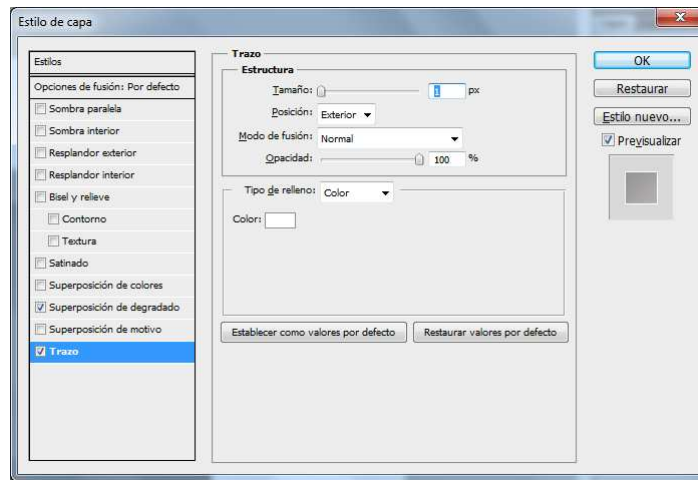 Estilo de capa
Estilos
Opciones de fusión: Por defecto
Sombra paralela
Sombra interior
Resplandor exterior
Resplandor interior
Bisel y relieve
Contorno
Textura
Satinado
Superposición de colores
Superposición de degradado
Superposición de motivo
Trazo
Trazo
Estructura
Tamaño: 1 px
Posición: Exterior
Modo de fusión: Normal
Opacidad: 100 %
Tipo de relleno: Color
Color:
Establecer como valores por defecto
Restaurar valores por defecto
OK
Restaurar
Estilo nuevo...
Previsualizar